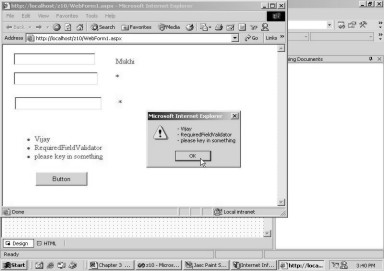 http://localhost/z10/WebForm1.aspx - Microsoft Internet Explorer
File Edit View Favorites Tools Help
Back Search Favorites Media
Address http://localhost/z10/WebForm1.aspx Go Links
Mukhi
*
*
ing Documents
Microsoft Internet Explorer
- Vijay
- RequiredFieldValidator
- please key in something
OK
Vijay
RequiredFieldValidator
please key in something
Button
Done Local intranet
Design HTML
Ready
Start Chapter 3 ... z10 - Micros... Jasc Paint S... Internet Inf... http://loca... 3:40 PM